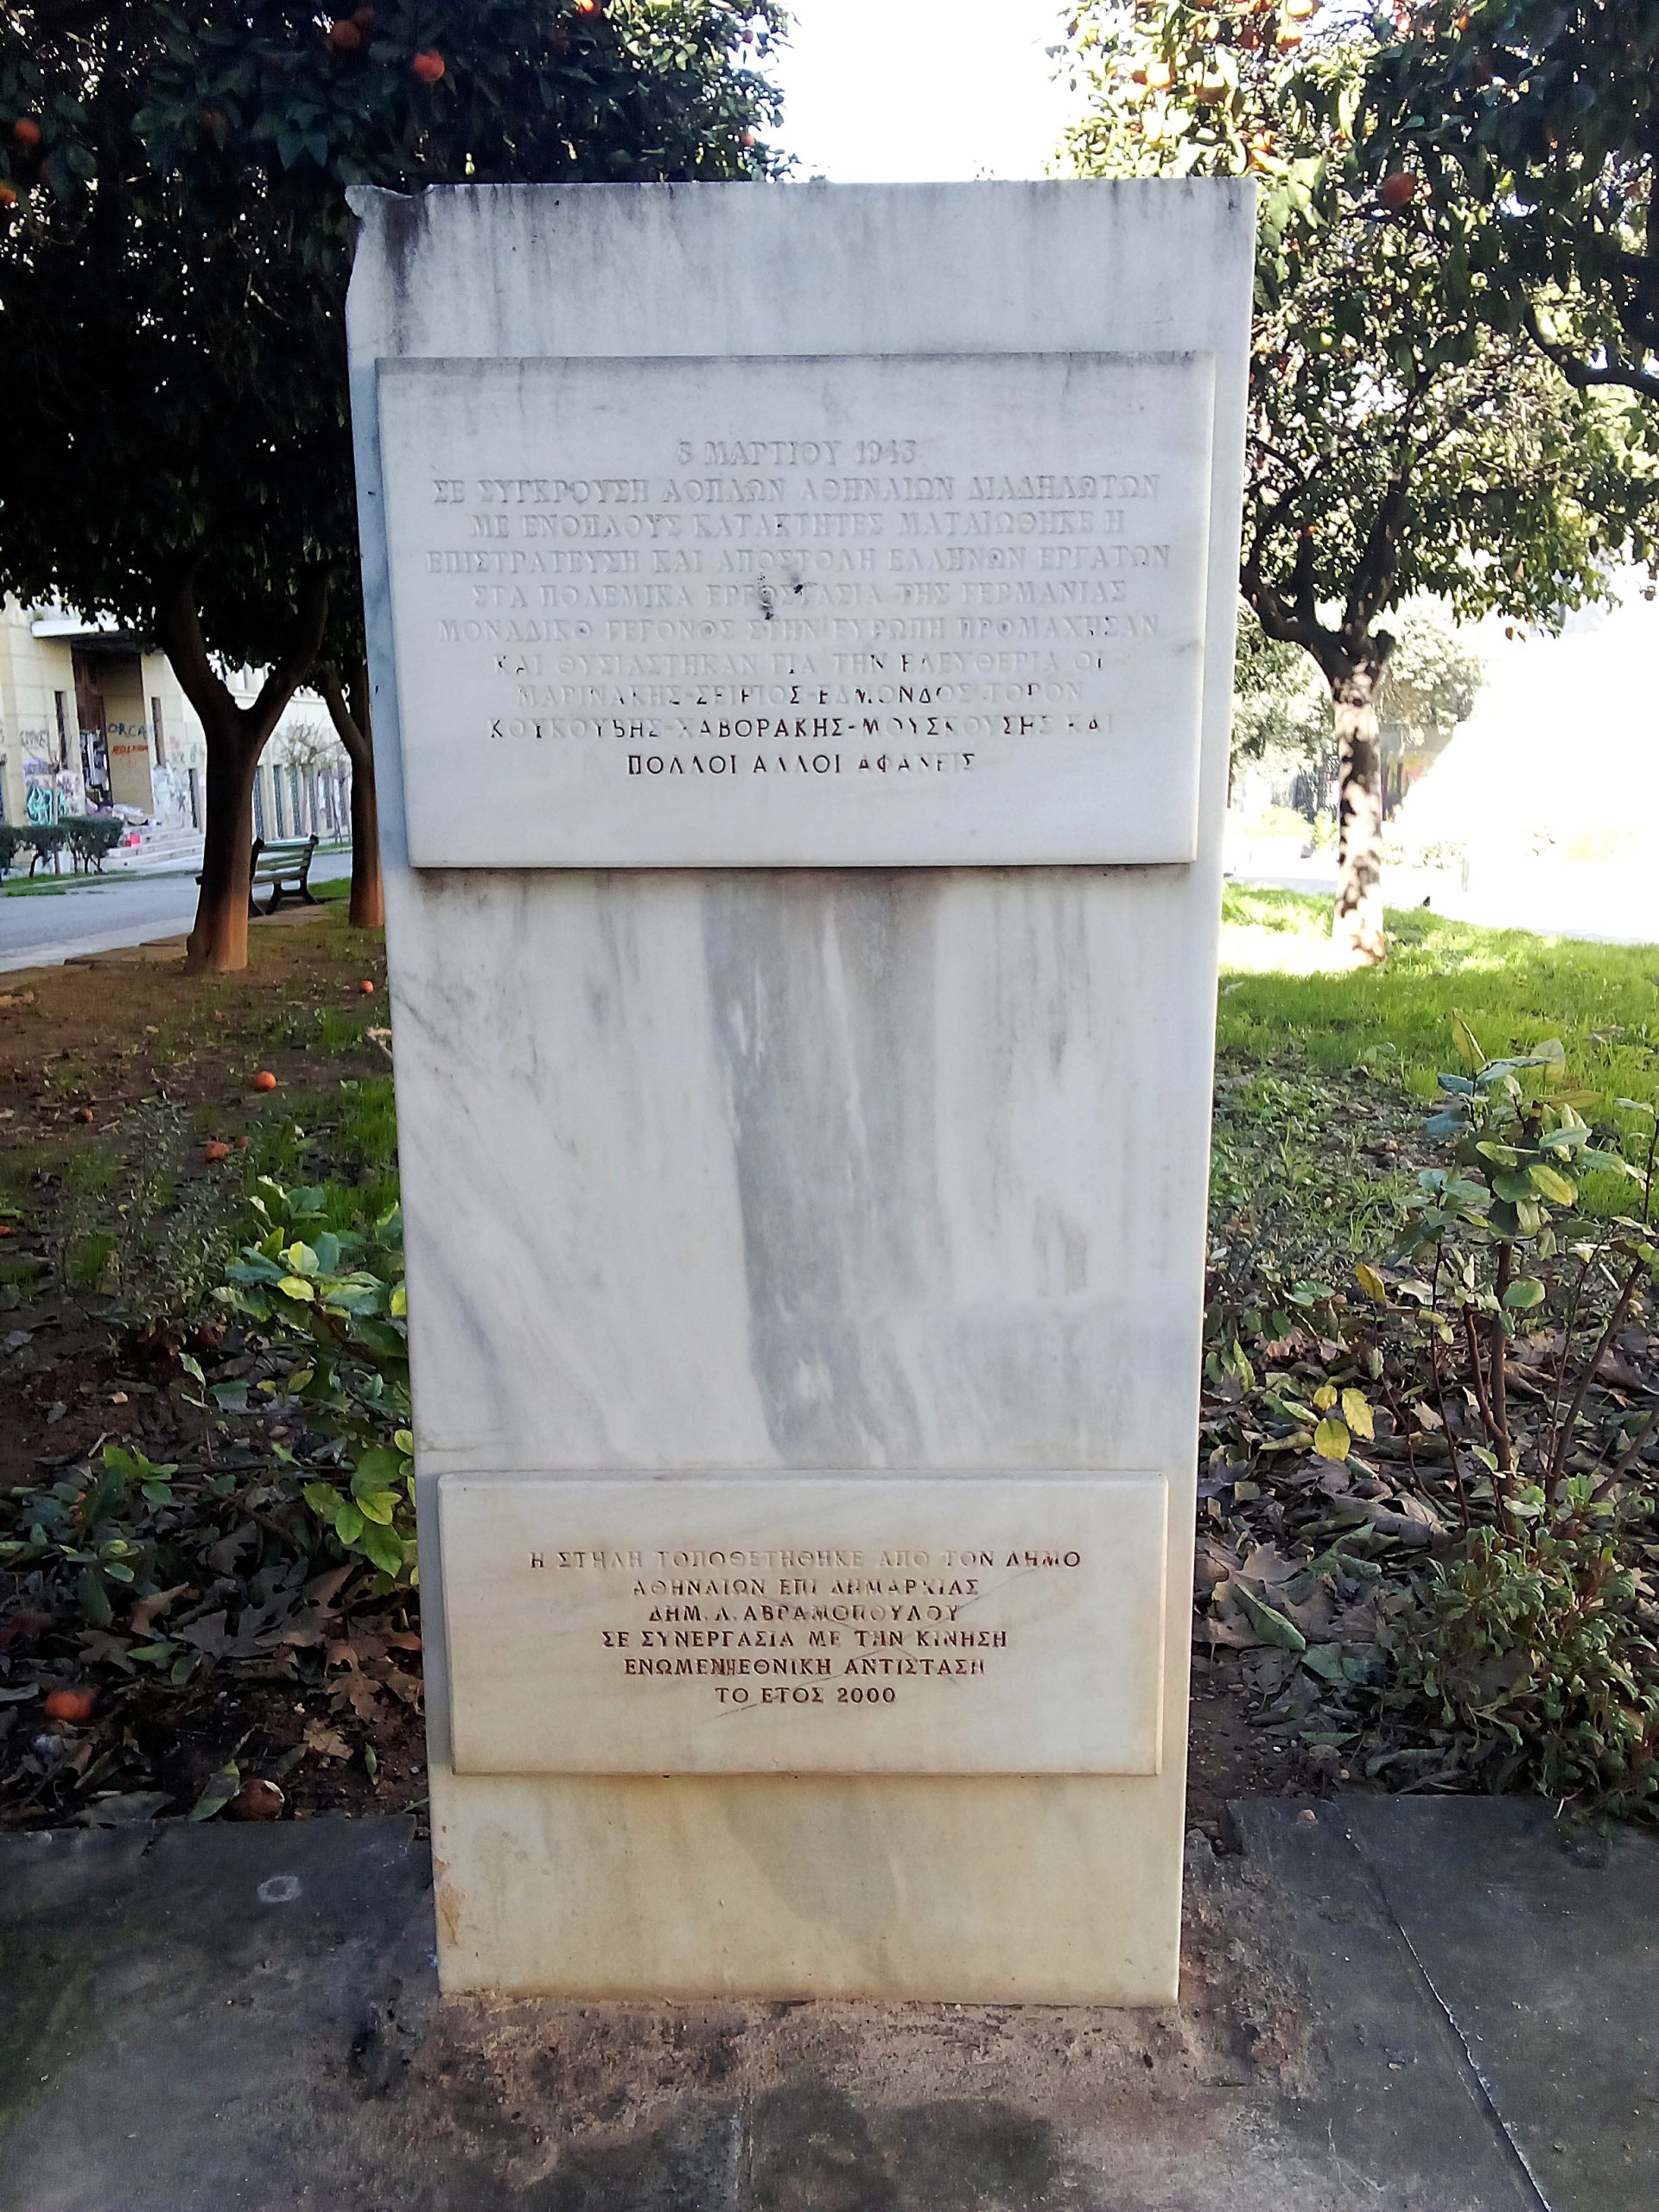 5 ΜΑΡΤΙΟΥ 1943
ΣΕ ΣΥΓΚΡΟΥΣΗ ΑΟΠΛΩΝ ΑΘΗΝΑΙΩΝ ΔΙΑΔΗΛΩΤΩΝ
ΜΕ ΕΝΟΠΛΟΥΣ ΚΑΤΑΚΤΗΤΕΣ ΜΑΤΑΙΩΘΗΚΕ Η
ΕΠΙΣΤΡΑΤΕΥΣΗ ΚΑΙ ΑΠΟΣΤΟΛΗ ΕΛΛΗΝΩΝ ΕΡΓΑΤΩΝ
ΣΤΑ ΠΟΛΕΜΙΚΑ ΕΡΓΟΣΤΑΣΙΑ ΤΗΣ ΓΕΡΜΑΝΙΑΣ
ΜΟΝΑΔΙΚΟ ΓΕΓΟΝΟΣ ΣΤΗΝ ΕΥΡΩΠΗ ΠΡΟΜΑΧΗΣΑΝ
ΚΑΙ ΘΥΣΙΑΣΤΗΚΑΝ ΓΙΑ ΤΗΝ ΕΛΕΥΘΕΡΙΑ ΟΙ
ΜΑΡΙΝΑΚΗΣ-ΣΕΙΡΙΟΣ-ΕΔΜΟΝΔΟΣ ΤΟΡΟΝ
ΚΟΥΚΟΥΒΗΣ-ΧΑΒΟΡΑΚΗΣ-ΜΟΥΣΚΟΥΣΗΣ ΚΑΙ
ΠΟΛΛΟΙ ΑΛΛΟΙ ΑΦΑΝΕΙΣ
Η ΣΤΗΛΗ ΤΟΠΟΘΕΤΗΘΗΚΕ ΑΠΟ ΤΟΝ ΔΗΜΟ
ΑΘΗΝΑΙΩΝ ΕΠΙ ΔΗΜΑΡΧΙΑΣ
ΔΗΜ. Λ. ΑΒΡΑΜΟΠΟΥΛΟΥ
ΣΕ ΣΥΝΕΡΓΑΣΙΑ ΜΕ ΤΗΝ ΚΙΝΗΣΗ
ΕΝΩΜΕΝΗ ΕΘΝΙΚΗ ΑΝΤΙΣΤΑΣΗ
ΤΟ ΕΤΟΣ 2000